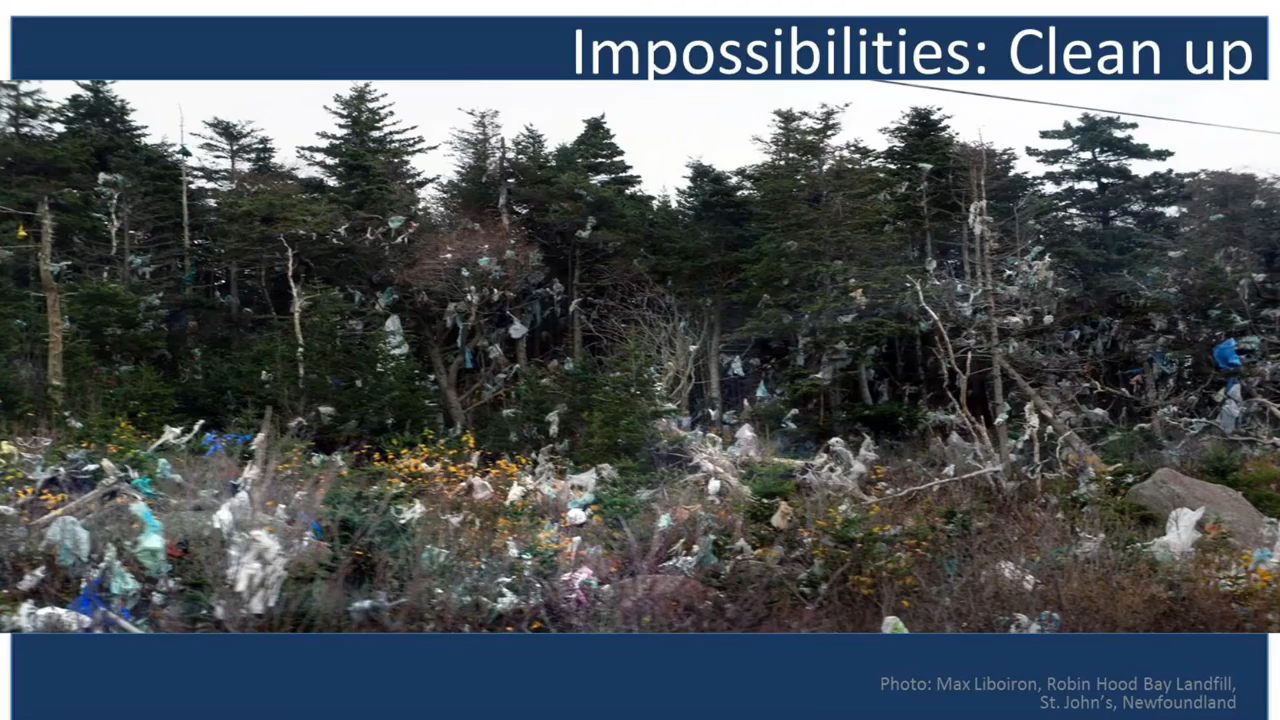 Impossibilities: Clean up
Photo: Max Liboiron, Robin Hood Bay Landfill,
St. John's, Newfoundland